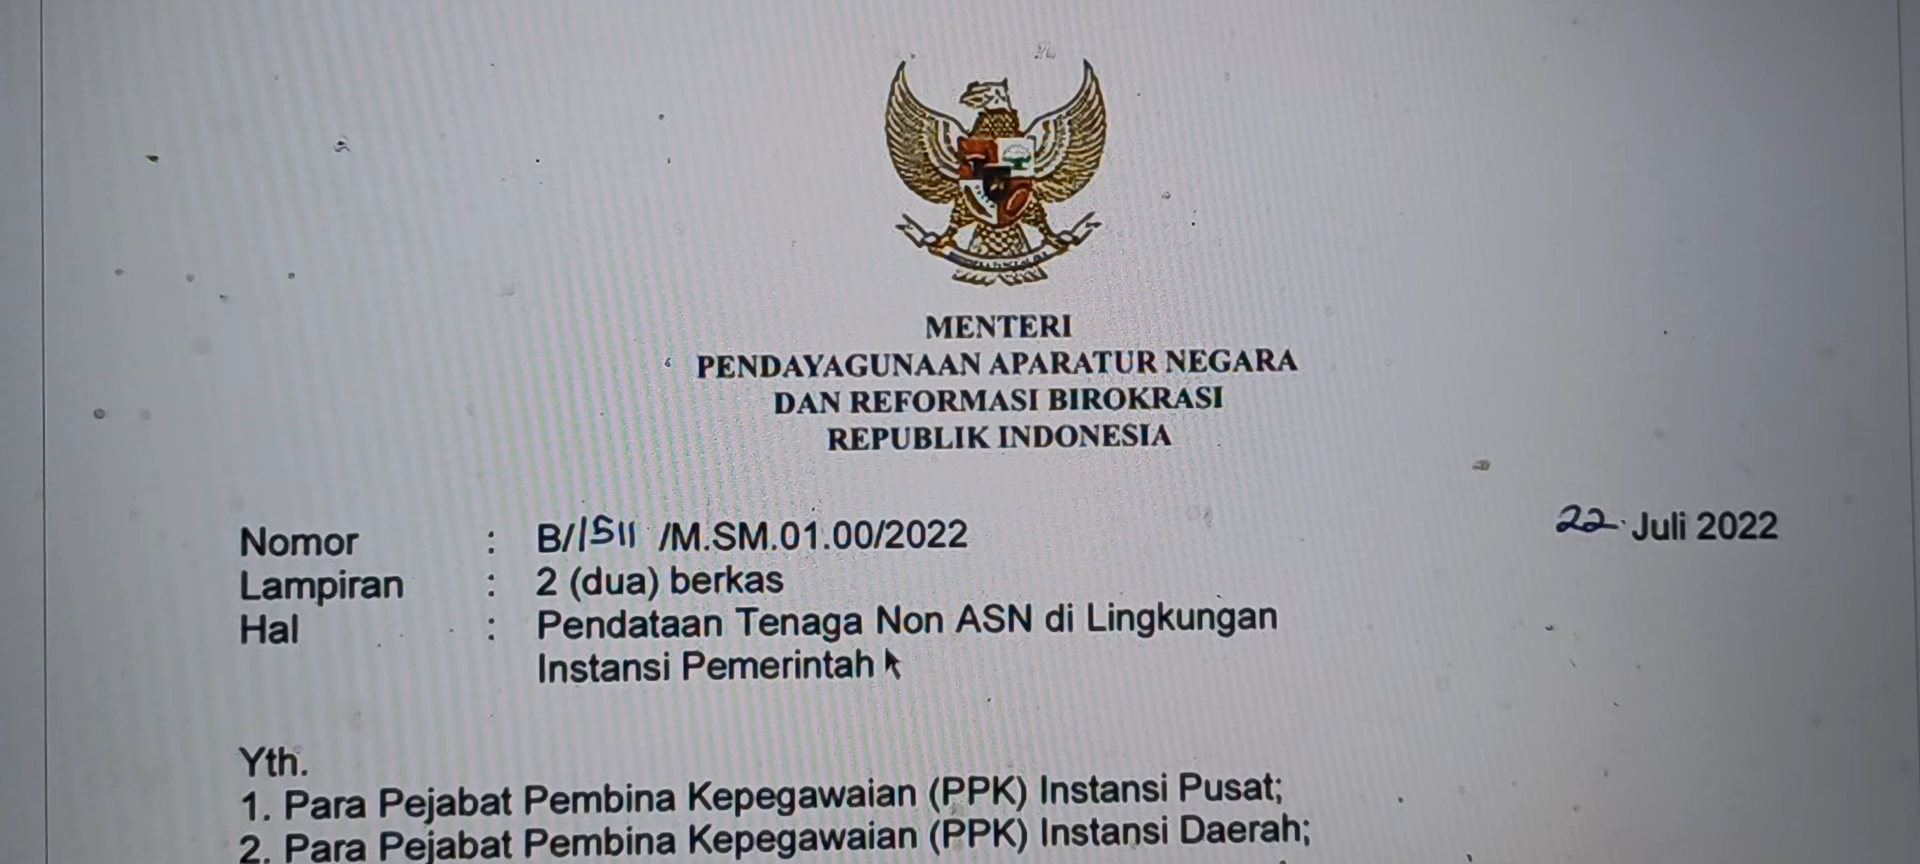 MENTERI
PENDAYAGUNAAN APARATUR NEGARA
DAN REFORMASI BIROKRASI
REPUBLIK INDONESIA
Nomor : B/1511 /M.SM.01.00/2022 22 Juli 2022
Lampiran : 2 (dua) berkas
Hal : Pendataan Tenaga Non ASN di Lingkungan
Instansi Pemerintah
Yth.
1. Para Pejabat Pembina Kepegawaian (PPK) Instansi Pusat;
2. Para Pejabat Pembina Kepegawaian (PPK) Instansi Daerah;